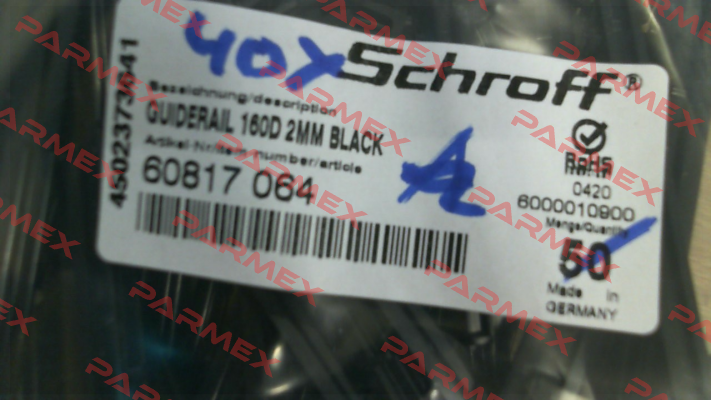 40x Schroff®
Bezeichnung/description
GUIDERAIL 160D 2MM BLACK
60817 064
4502373641
RoHS
0420
6000010900
Menge/Quantity
50
Made in
GERMANY
PARMEX